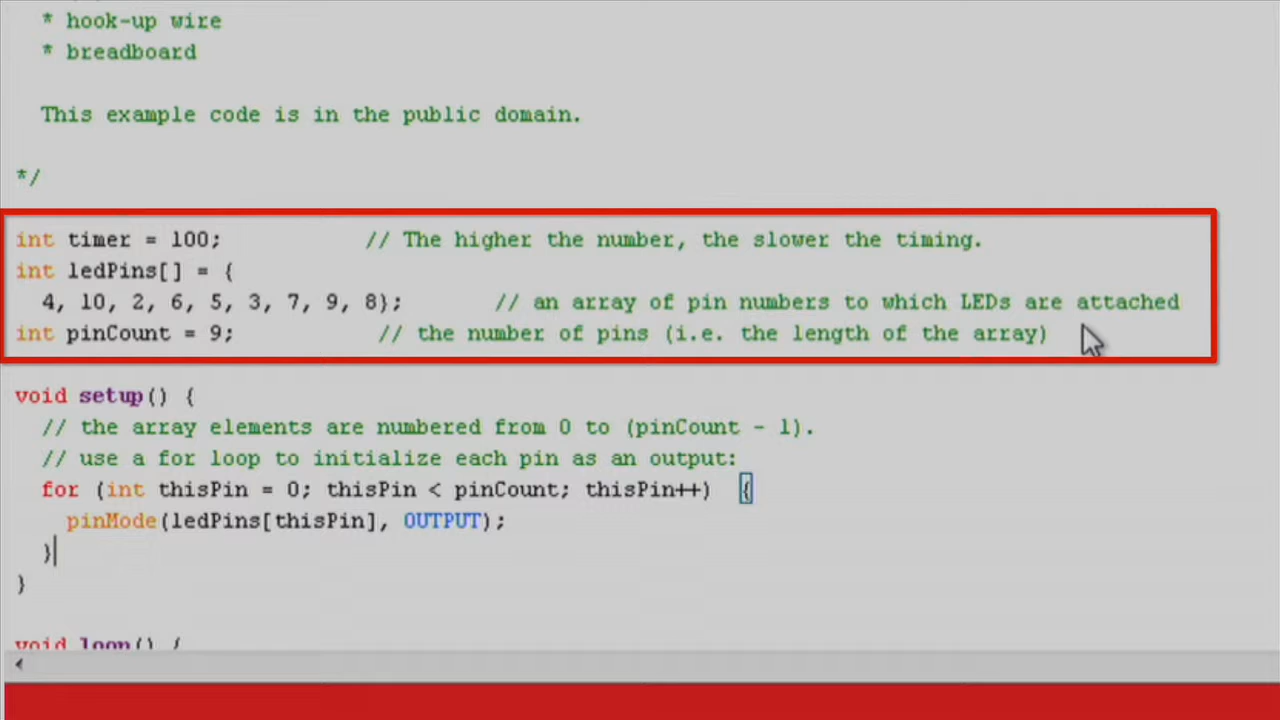 * hook-up wire
* breadboard
This example code is in the public domain.
*/
int timer = 100;           // The higher the number, the slower the timing.
int ledPins[] = {
  4, 10, 2, 6, 5, 3, 7, 9, 8};       // an array of pin numbers to which LEDs are attached
int pinCount = 9;           // the number of pins (i.e. the length of the array)
void setup() {
  // the array elements are numbered from 0 to (pinCount - 1).
  // use a for loop to initialize each pin as an output:
  for (int thisPin = 0; thisPin < pinCount; thisPin++)  {
    pinMode(ledPins[thisPin], OUTPUT);
  }
}
void loop() {